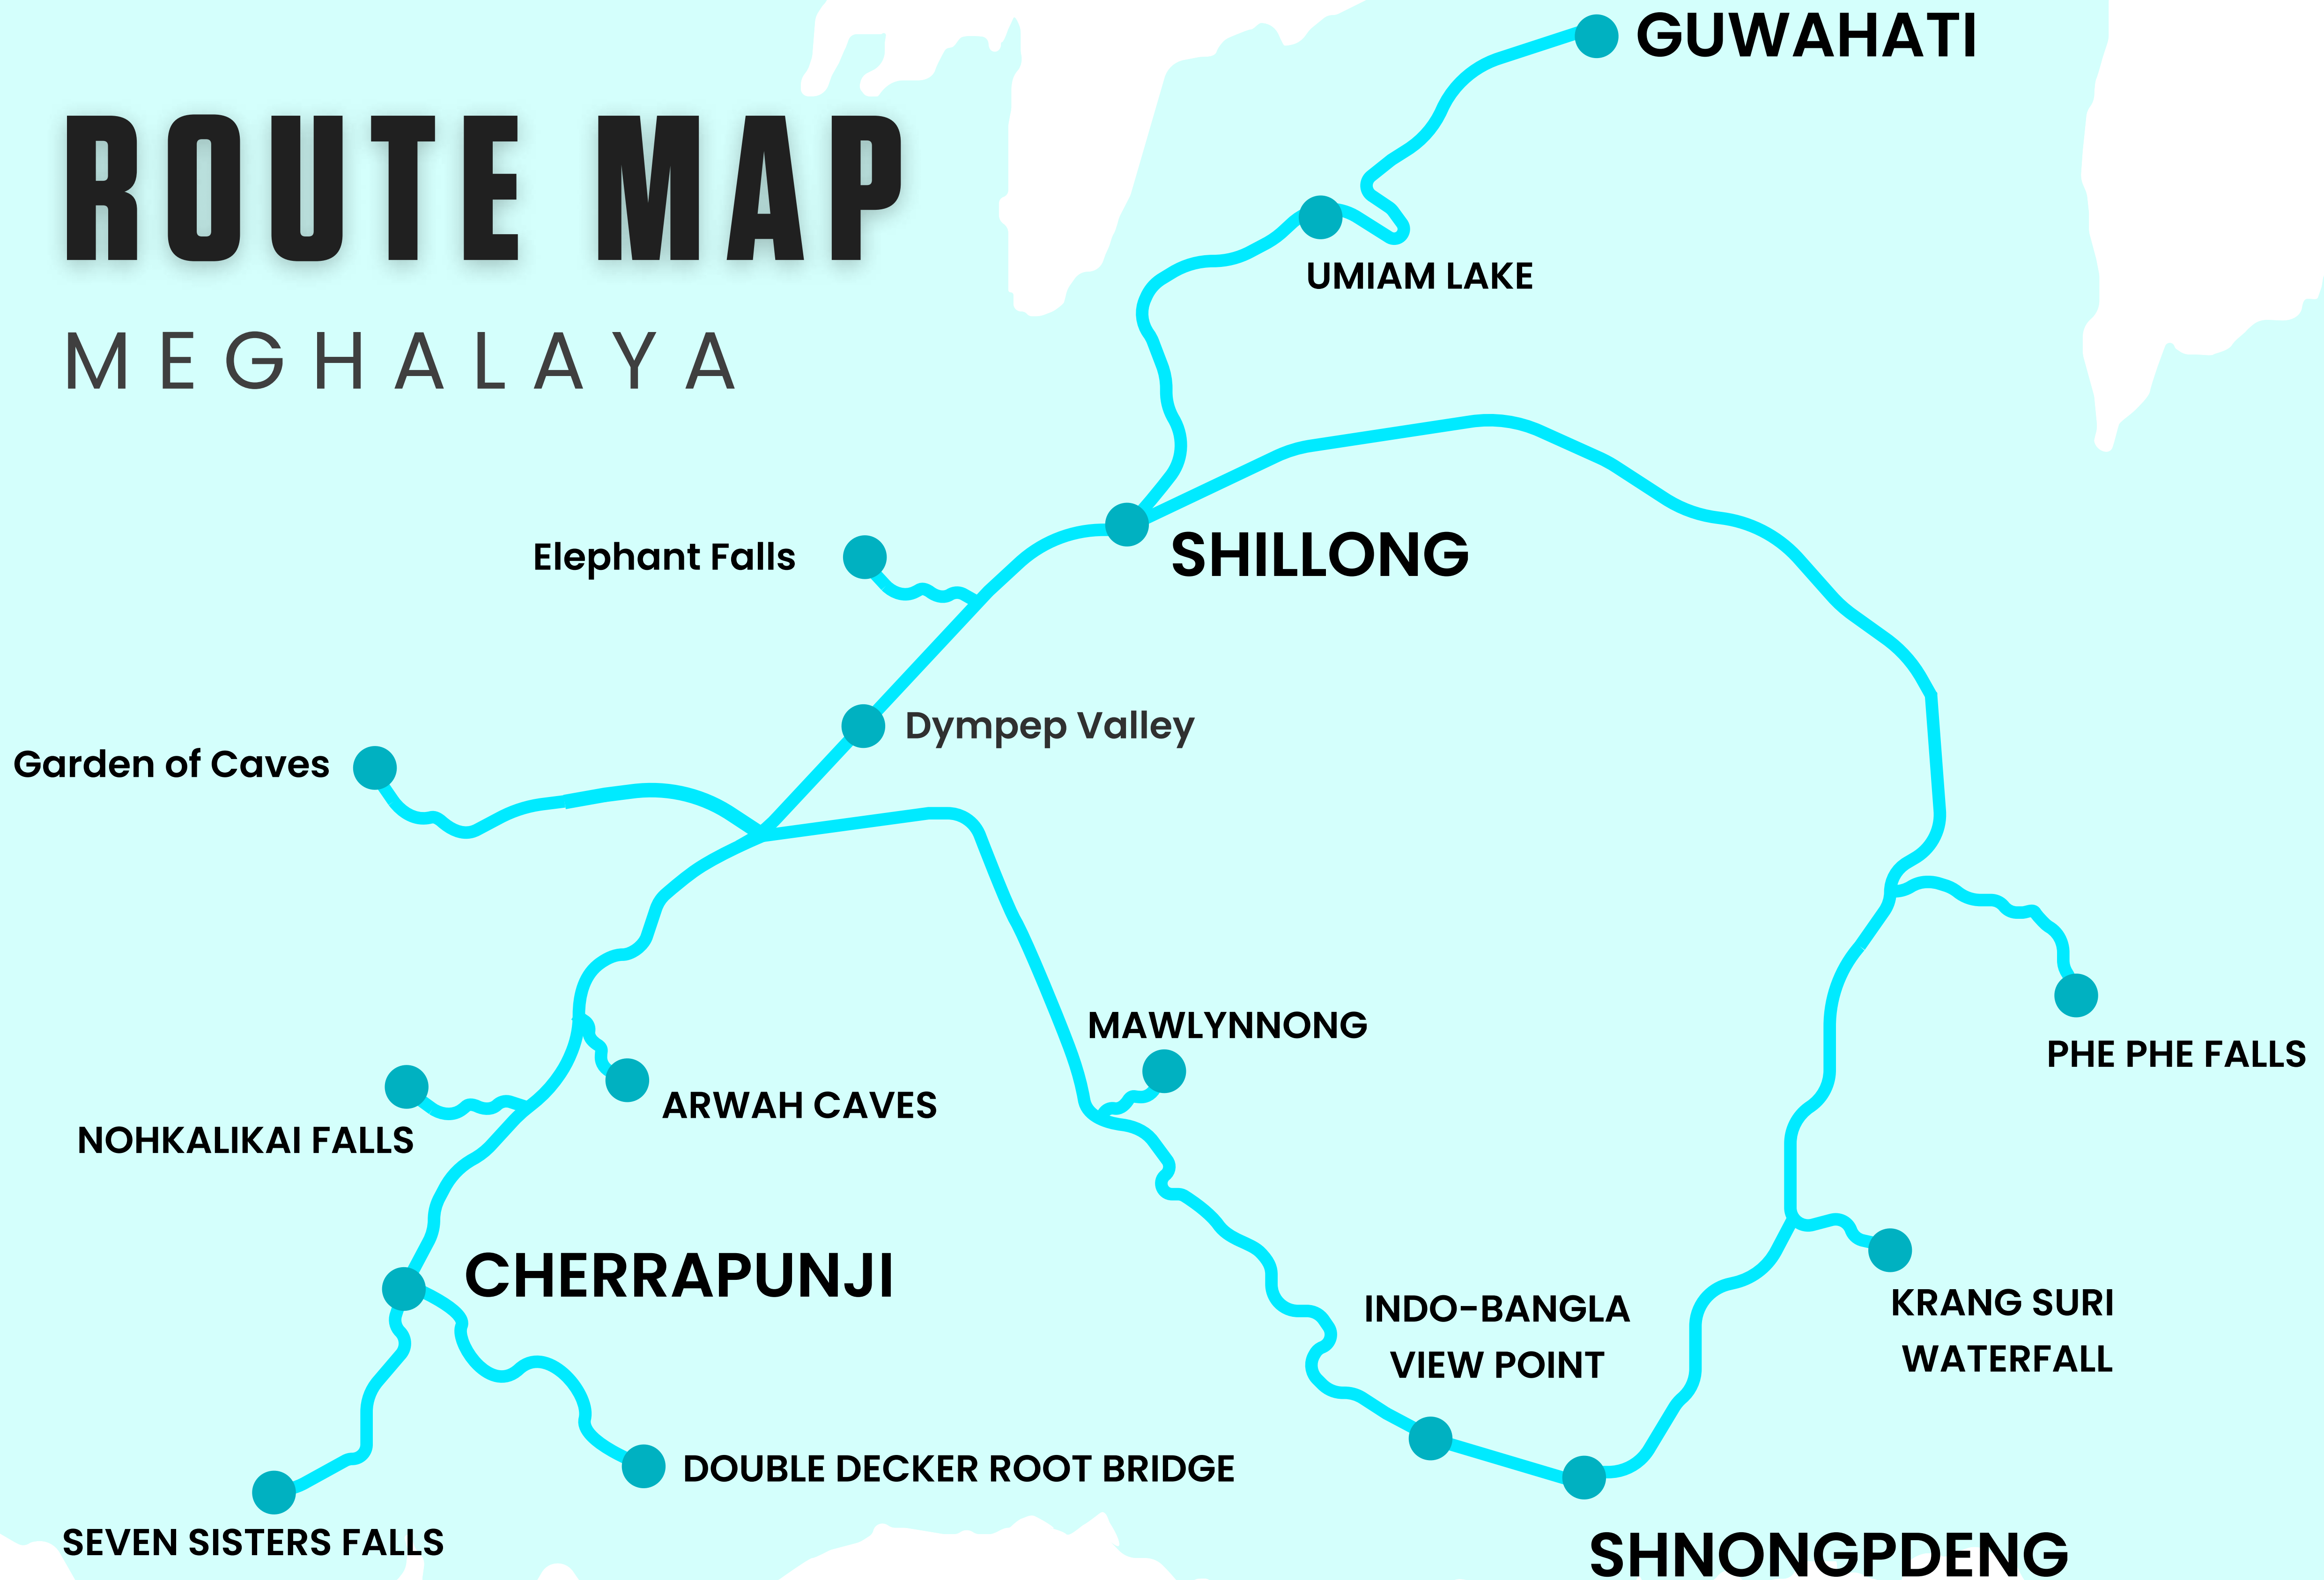 GUWAHATI
ROUTE MAP
MEGHALAYA
UMIAM LAKE
SHILLONG
Elephant Falls
Dympep Valley
Garden of Caves
MAWLYNNONG
PHE PHE FALLS
ARWAH CAVES
NOHKALIKAI FALLS
CHERRAPUNJI
INDO-BANGLA
VIEW POINT
KRANG SURI
WATERFALL
DOUBLE DECKER ROOT BRIDGE
SEVEN SISTERS FALLS
SHNONGPDENG